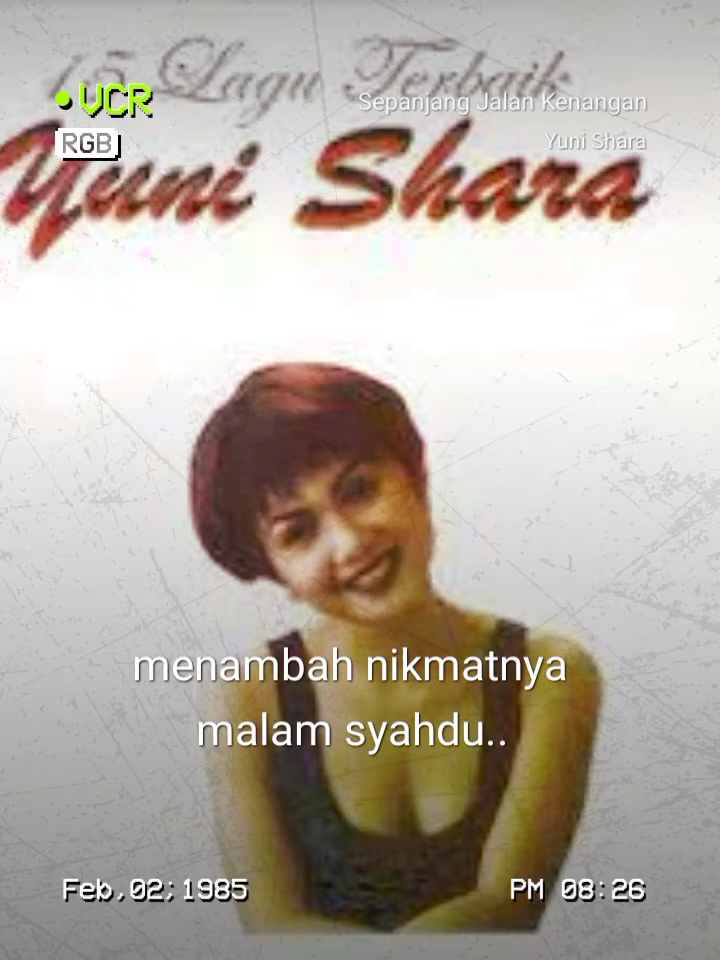 15 Lagu Terbaik
VCR
Sepanjang Jalan Kenangan
RGB
Yuni Shara
Yuni Shara
menambah nikmatnya
malam syahdu..
Feb.02;1985
PM 08:26